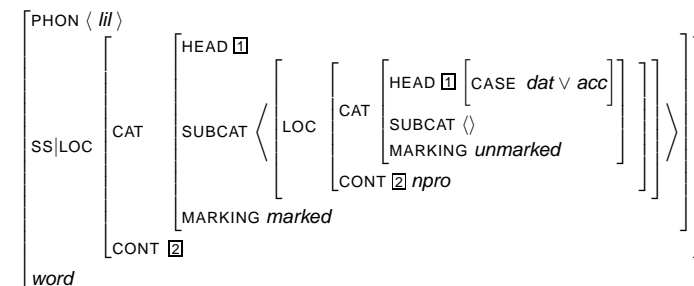 PHON ⟨ lil ⟩
HEAD 1
HEAD 1 CASE dat ∨ acc
CAT
SS|LOC CAT SUBCAT ⟨ LOC SUBCAT ⟨⟩ ⟩
MARKING unmarked
CONT 2 npro
MARKING marked
CONT 2
word